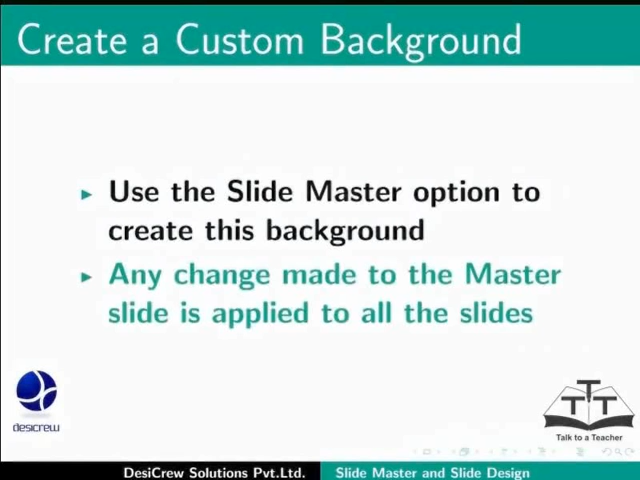 Create a Custom Background
Use the Slide Master option to
create this background
Any change made to the Master
slide is applied to all the slides
desicrew
TTT
Talk to a Teacher
DesiCrew Solutions Pvt.Ltd. Slide Master and Slide Design